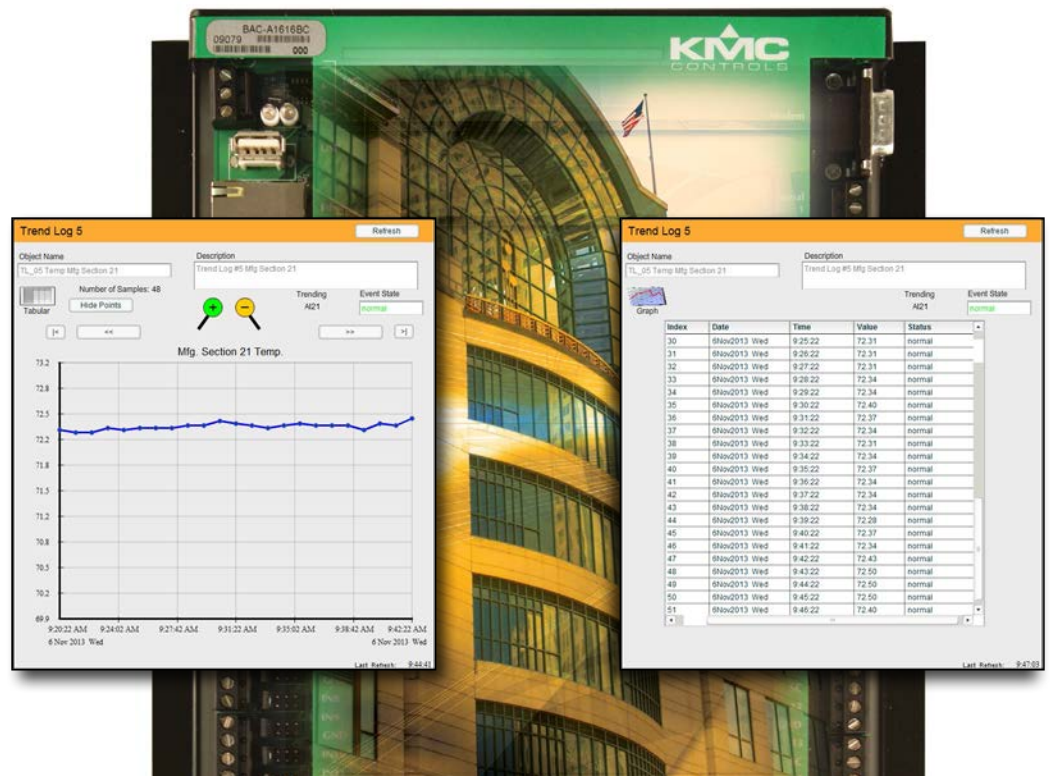 BAC-A1616BC
09079
000
KMC
CONTROLS
Trend Log 5
Refresh
Object Name
Description
TL_05 Temp Mfg Section 21
Trend Log #5 Mfg Section 21
Number of Samples: 48
Tabular
Hide Points
Trending
AI21
Event State
normal
|<
<<
>>
>|
Mfg. Section 21 Temp.
73.2
72.8
72.5
72.2
71.8
71.5
71.2
70.8
70.5
70.2
69.9
9:20:22 AM 9:24:02 AM 9:27:42 AM 9:31:22 AM 9:35:02 AM 9:38:42 AM 9:42:22 AM
6 Nov 2013 Wed 6 Nov 2013 Wed
Last Refresh: 9:44:41
Trend Log 5
Refresh
Object Name
Description
TL_05 Temp Mfg Section 21
Trend Log #5 Mfg Section 21
Graph
Trending
AI21
Event State
normal
Index Date Time Value Status
30 6Nov2013 Wed 9:25:22 72.31 normal
31 6Nov2013 Wed 9:26:22 72.31 normal
32 6Nov2013 Wed 9:27:22 72.31 normal
33 6Nov2013 Wed 9:28:22 72.34 normal
34 6Nov2013 Wed 9:29:22 72.34 normal
35 6Nov2013 Wed 9:30:22 72.40 normal
36 6Nov2013 Wed 9:31:22 72.37 normal
37 6Nov2013 Wed 9:32:22 72.34 normal
38 6Nov2013 Wed 9:33:22 72.31 normal
39 6Nov2013 Wed 9:34:22 72.34 normal
40 6Nov2013 Wed 9:35:22 72.37 normal
41 6Nov2013 Wed 9:36:22 72.34 normal
42 6Nov2013 Wed 9:37:22 72.34 normal
43 6Nov2013 Wed 9:38:22 72.34 normal
44 6Nov2013 Wed 9:39:22 72.28 normal
45 6Nov2013 Wed 9:40:22 72.37 normal
46 6Nov2013 Wed 9:41:22 72.34 normal
47 6Nov2013 Wed 9:42:22 72.43 normal
48 6Nov2013 Wed 9:43:22 72.50 normal
49 6Nov2013 Wed 9:44:22 72.50 normal
50 6Nov2013 Wed 9:45:22 72.50 normal
51 6Nov2013 Wed 9:46:22 72.40 normal
Last Refresh: 9:47:03